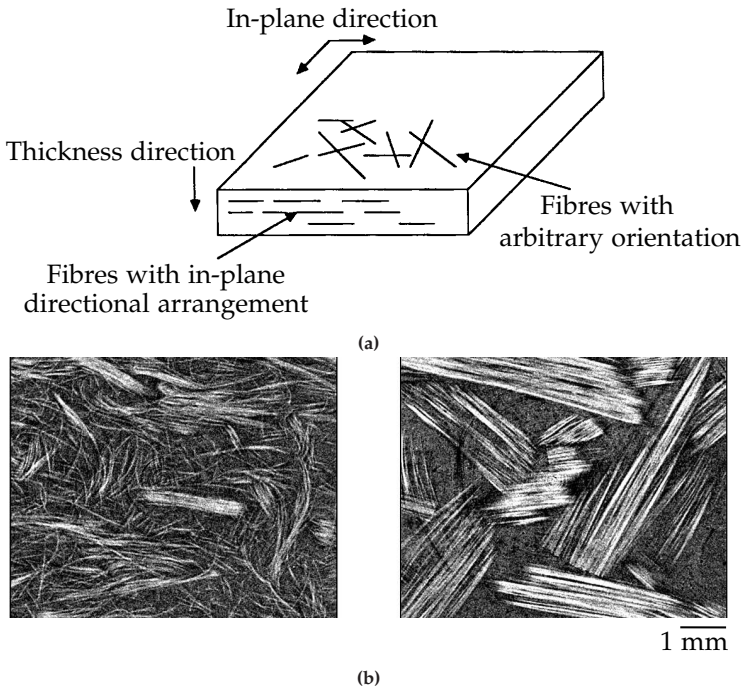 In-plane direction
Thickness direction
Fibres with
arbitrary orientation
Fibres with in-plane
directional arrangement
(a)
1 mm
(b)